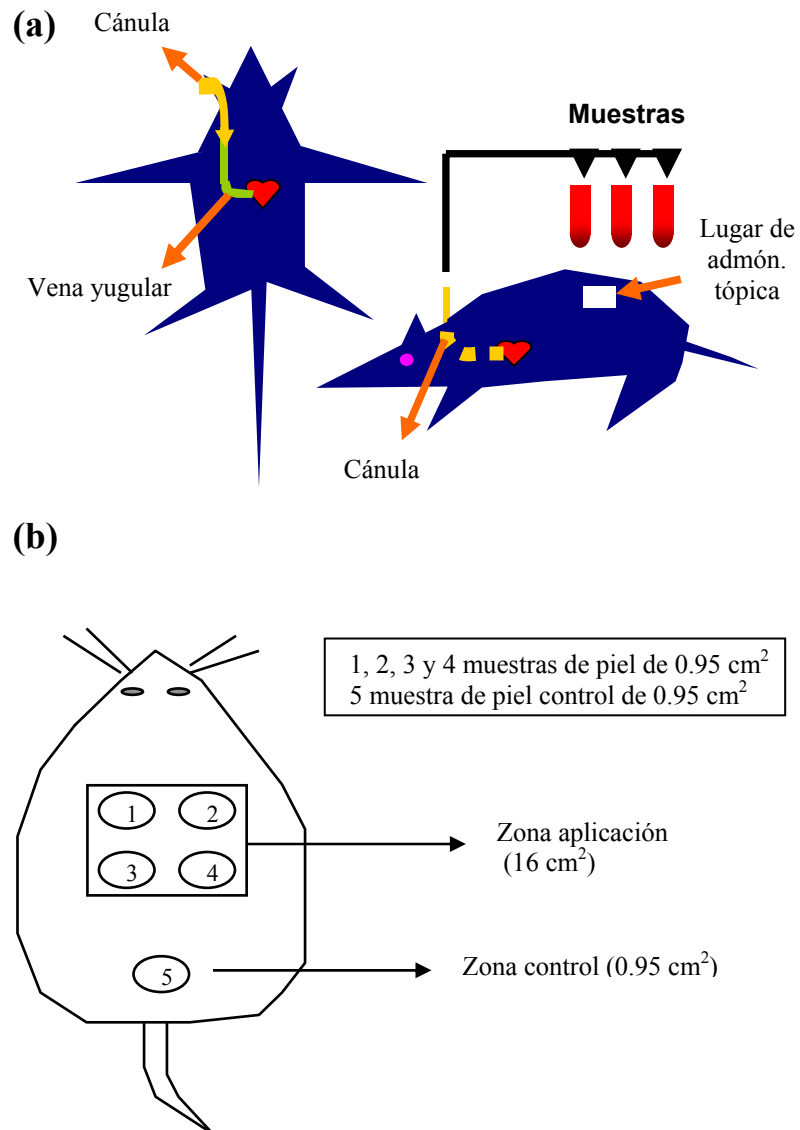 (a)
Cánula
Muestras
Lugar de
admón.
tópica
Vena yugular
Cánula
(b)
1, 2, 3 y 4 muestras de piel de 0.95 cm²
5 muestra de piel control de 0.95 cm²
1
2
Zona aplicación
(16 cm²)
3
4
Zona control (0.95 cm²)
5